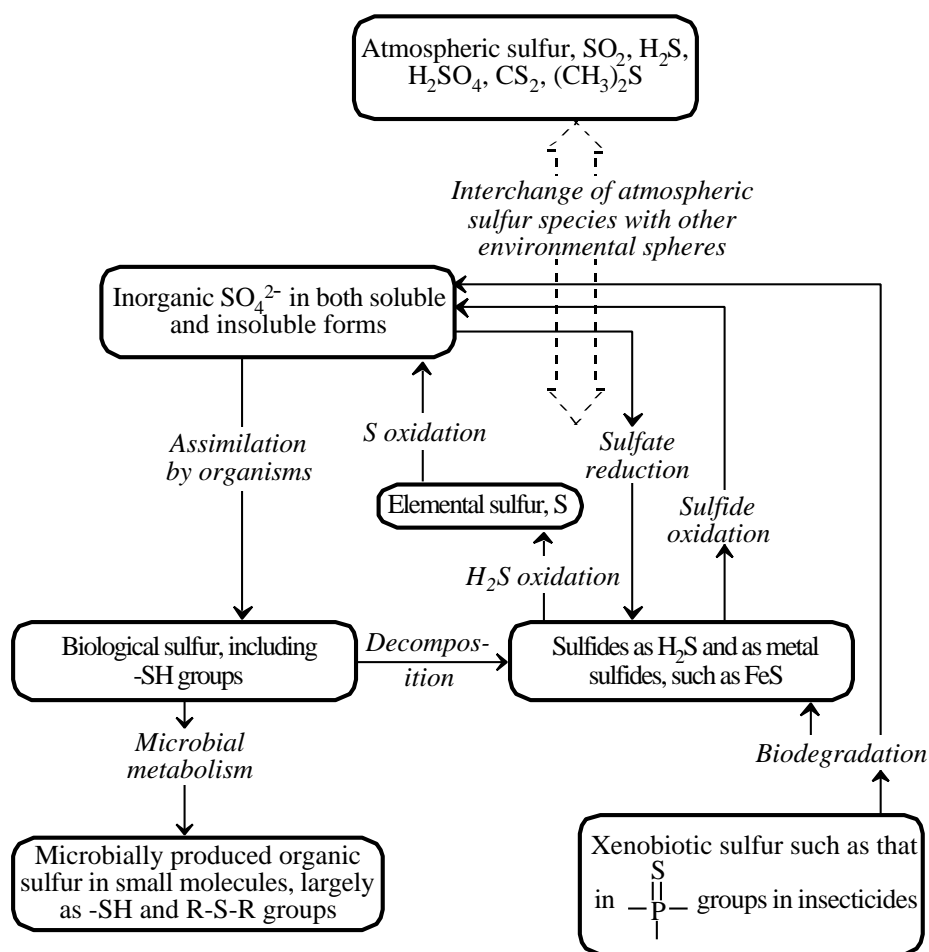 Atmospheric sulfur, SO₂, H₂S,
H₂SO₄, CS₂, (CH₃)₂S
Interchange of atmospheric
sulfur species with other
environmental spheres
Inorganic SO₄²⁻ in both soluble
and insoluble forms
Assimilation
by organisms
S oxidation
Sulfate
reduction
Elemental sulfur, S
Sulfide
oxidation
H₂S oxidation
Biological sulfur, including
-SH groups
Decompos-
ition
Sulfides as H₂S and as metal
sulfides, such as FeS
Microbial
metabolism
Biodegradation
Microbially produced organic
sulfur in small molecules, largely
as -SH and R-S-R groups
Xenobiotic sulfur such as that
S
in P groups in insecticides